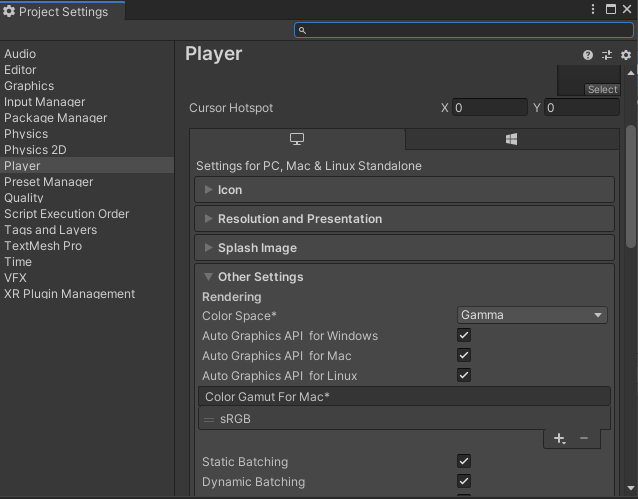 Project Settings
Player
Audio
Editor
Graphics
Input Manager
Package Manager
Physics
Physics 2D
Player
Preset Manager
Quality
Script Execution Order
Tags and Layers
TextMesh Pro
Time
VFX
XR Plugin Management
Select
Cursor Hotspot X 0 Y 0
Settings for PC, Mac & Linux Standalone
Icon
Resolution and Presentation
Splash Image
Other Settings
Rendering
Color Space* Gamma
Auto Graphics API for Windows
Auto Graphics API for Mac
Auto Graphics API for Linux
Color Gamut For Mac*
sRGB
Static Batching
Dynamic Batching